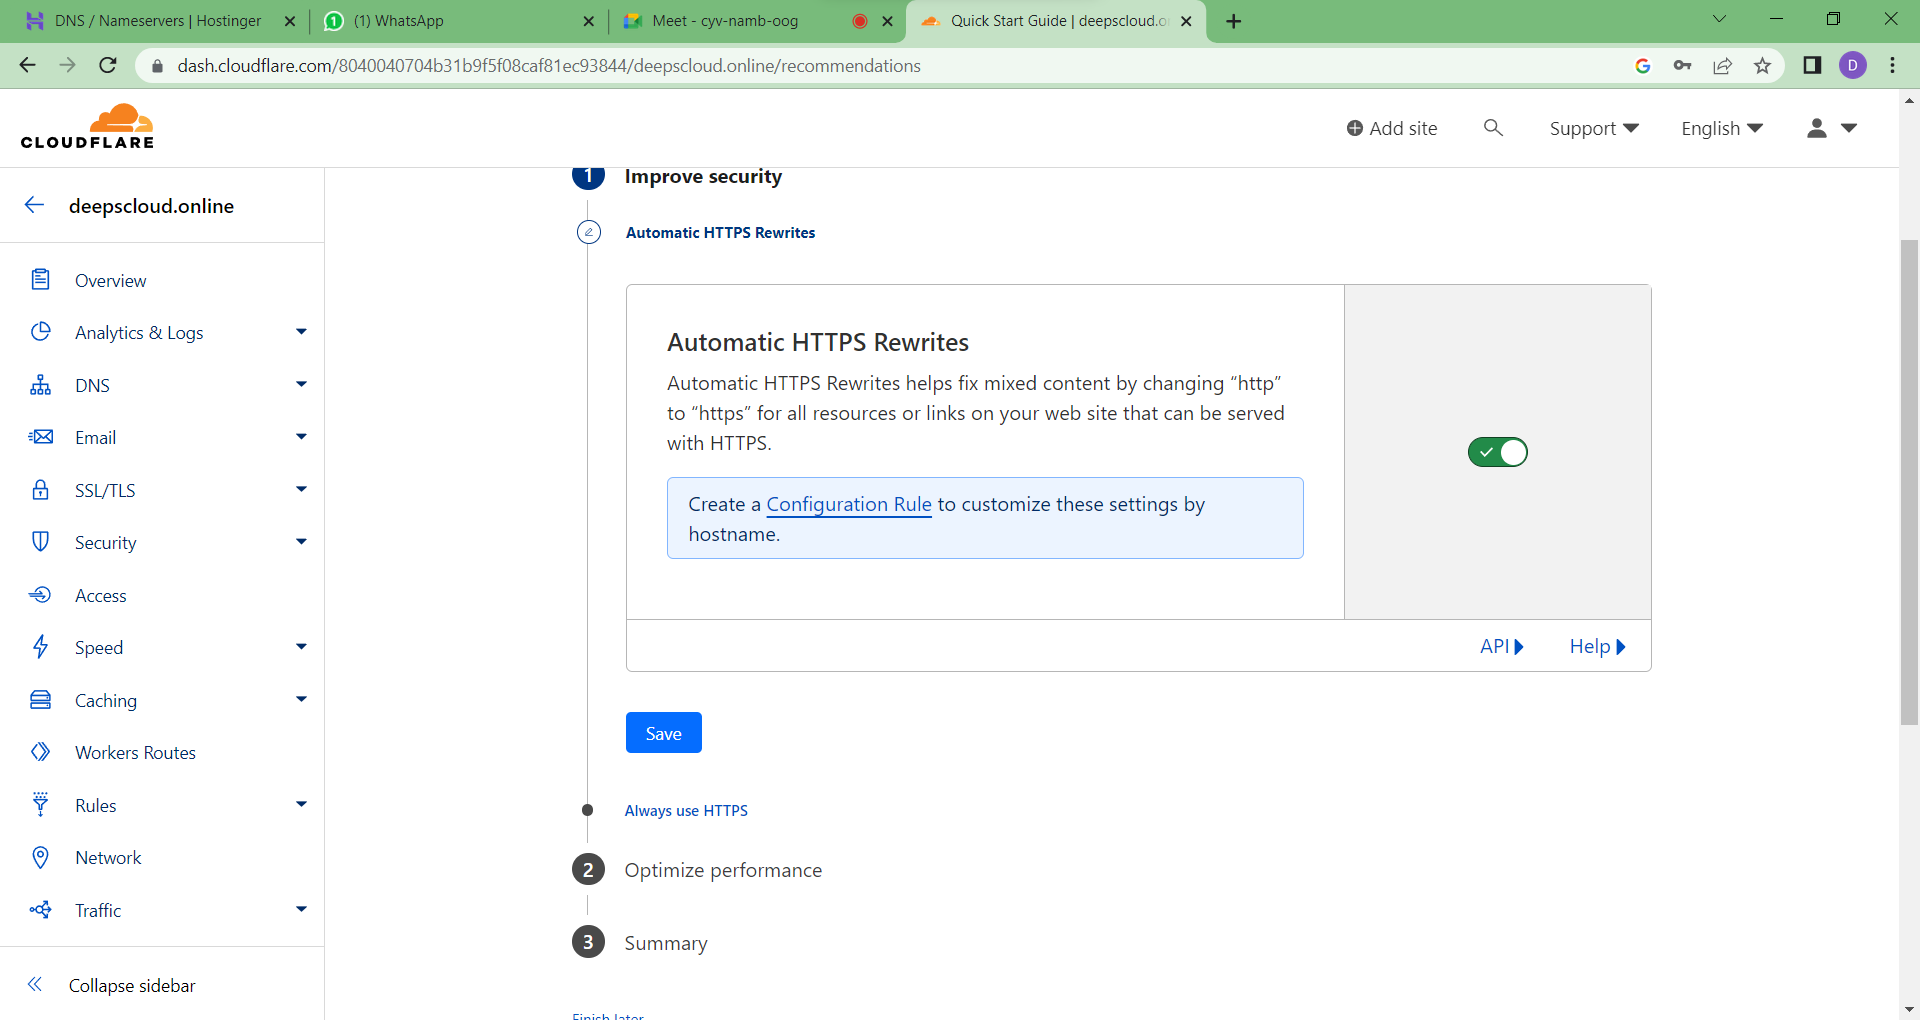 DNS / Nameservers | Hostinger
(1) WhatsApp
Meet - cyv-namb-oog
Quick Start Guide | deepscloud.o
dash.cloudflare.com/8040040704b31b9f5f08caf81ec93844/deepscloud.online/recommendations
D
CLOUDFLARE
Add site
Support
English
deepscloud.online
Overview
Analytics & Logs
DNS
Email
SSL/TLS
Security
Access
Speed
Caching
Workers Routes
Rules
Network
Traffic
Collapse sidebar
1 Improve security
Automatic HTTPS Rewrites
Automatic HTTPS Rewrites
Automatic HTTPS Rewrites helps fix mixed content by changing “http”
to “https” for all resources or links on your web site that can be served
with HTTPS.
Create a Configuration Rule to customize these settings by
hostname.
API
Help
Save
Always use HTTPS
2 Optimize performance
3 Summary
Finish later